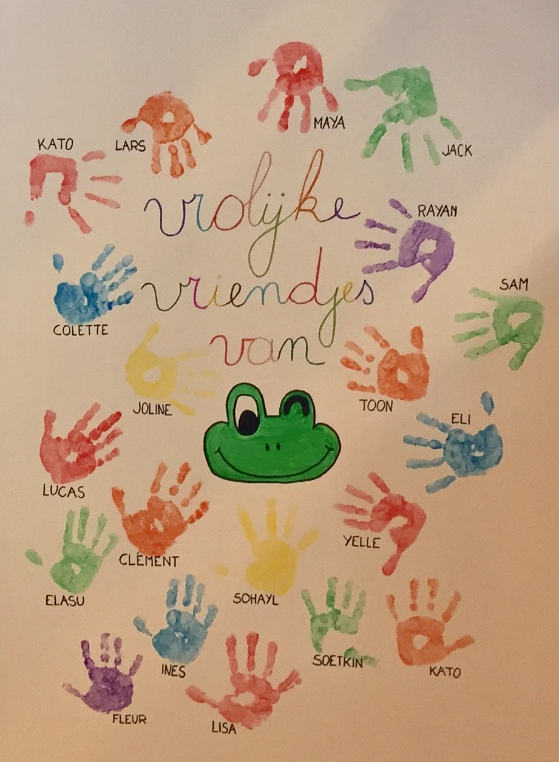 MAYA
LARS
JACK
KATO
vrolijke
RAYAN
vriendjes
SAM
COLETTE
van
JOLINE
TOON
ELI
LUCAS
YELLE
CLÉMENT
ELASU
SOHAYL
SOETKIN
INES
KATO
FLEUR
LISA